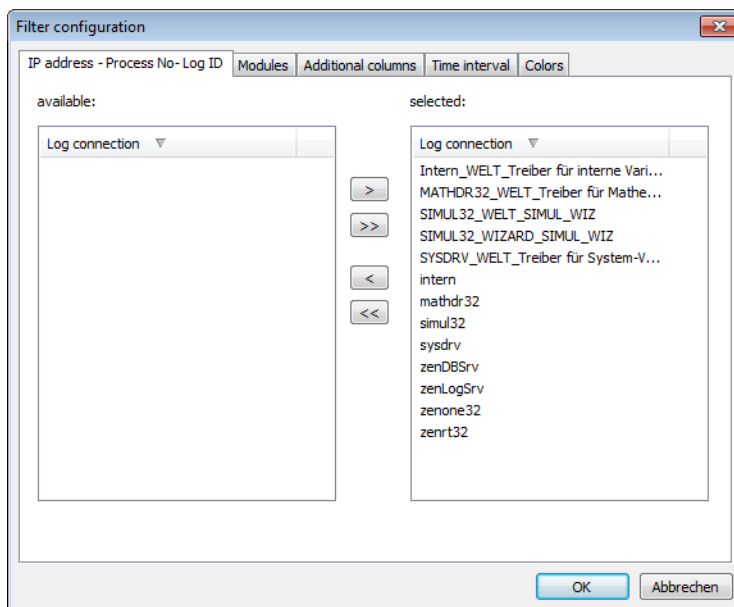 Filter configuration
IP address - Process No- Log ID Modules Additional columns Time interval Colors
available: selected:
Log connection Log connection
Intern_WELT_Treiber für interne Vari...
MATHDR32_WELT_Treiber für Mathe...
SIMUL32_WELT_SIMUL_WIZ
SIMUL32_WIZARD_SIMUL_WIZ
SYSDRV_WELT_Treiber für System-V...
intern
mathdr32
simul32
sysdrv
zenDBSrv
zenLogSrv
zenone32
zenrt32
>
>>
<
<<
OK Abbrechen